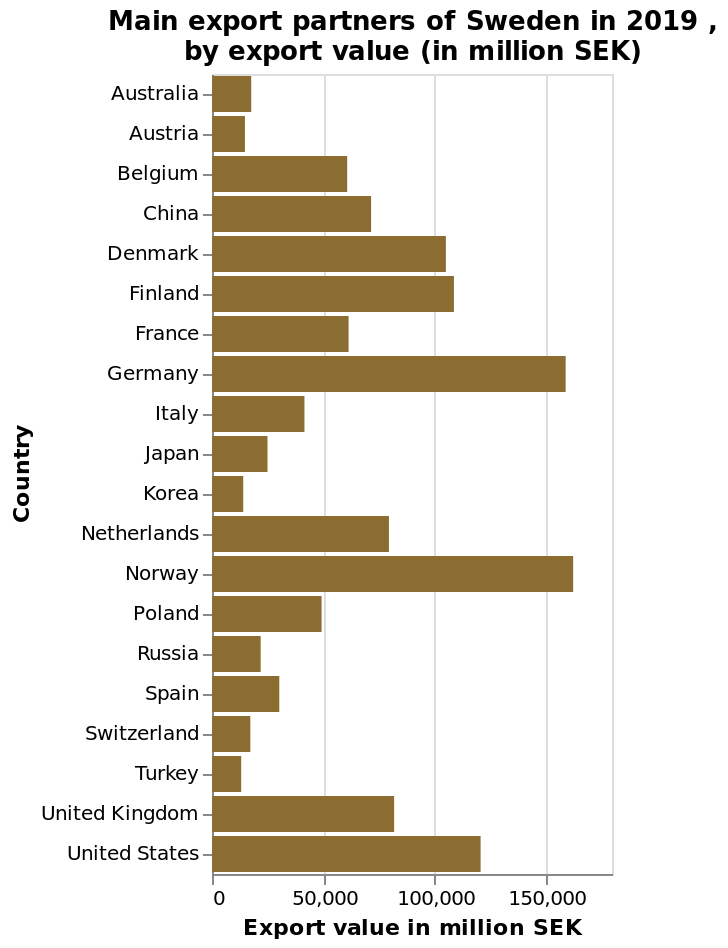 Main export partners of Sweden in 2019 ,
by export value (in million SEK)
Australia
Austria
Belgium
China
Denmark
Finland
France
Germany
Italy
Japan
Korea
Netherlands
Norway
Poland
Russia
Spain
Switzerland
Turkey
United Kingdom
United States
Country
0 50,000 100,000 150,000
Export value in million SEK